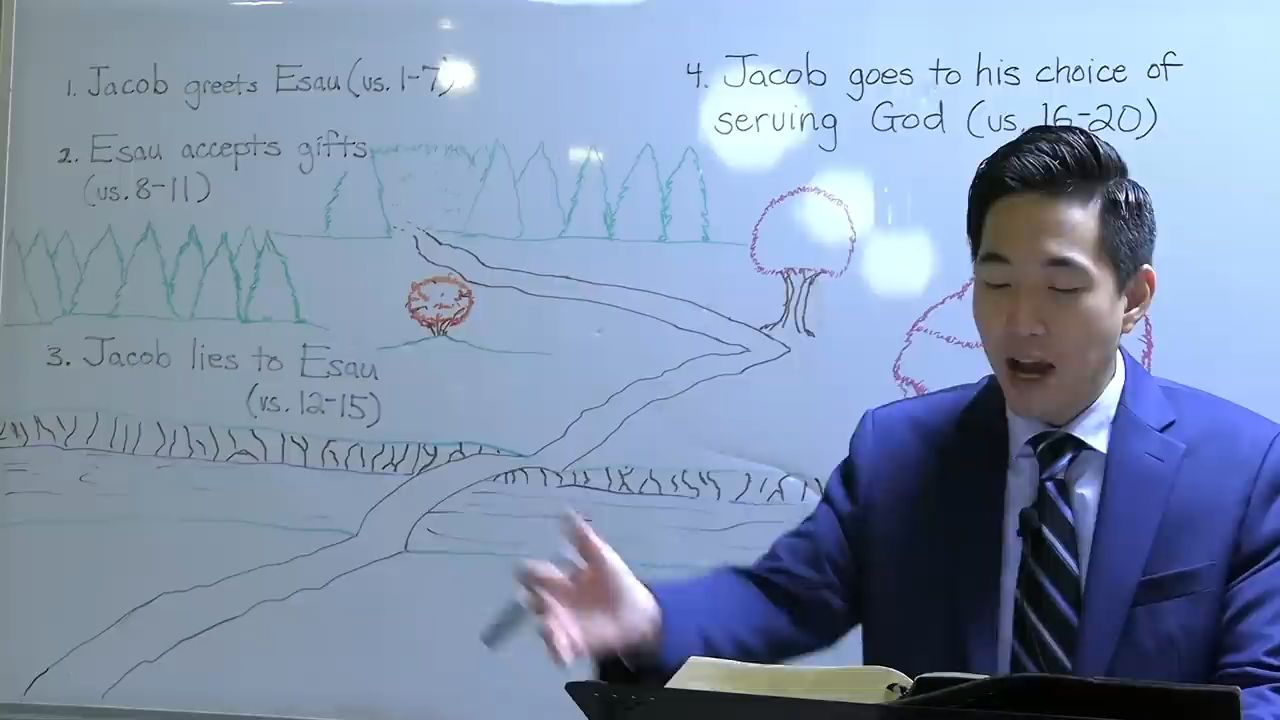 1. Jacob greets Esau (vs. 1-7)
2. Esau accepts gifts
(vs. 8-11)
3. Jacob lies to Esau
(vs. 12-15)
4. Jacob goes to his choice of
serving God (vs. 16-20)